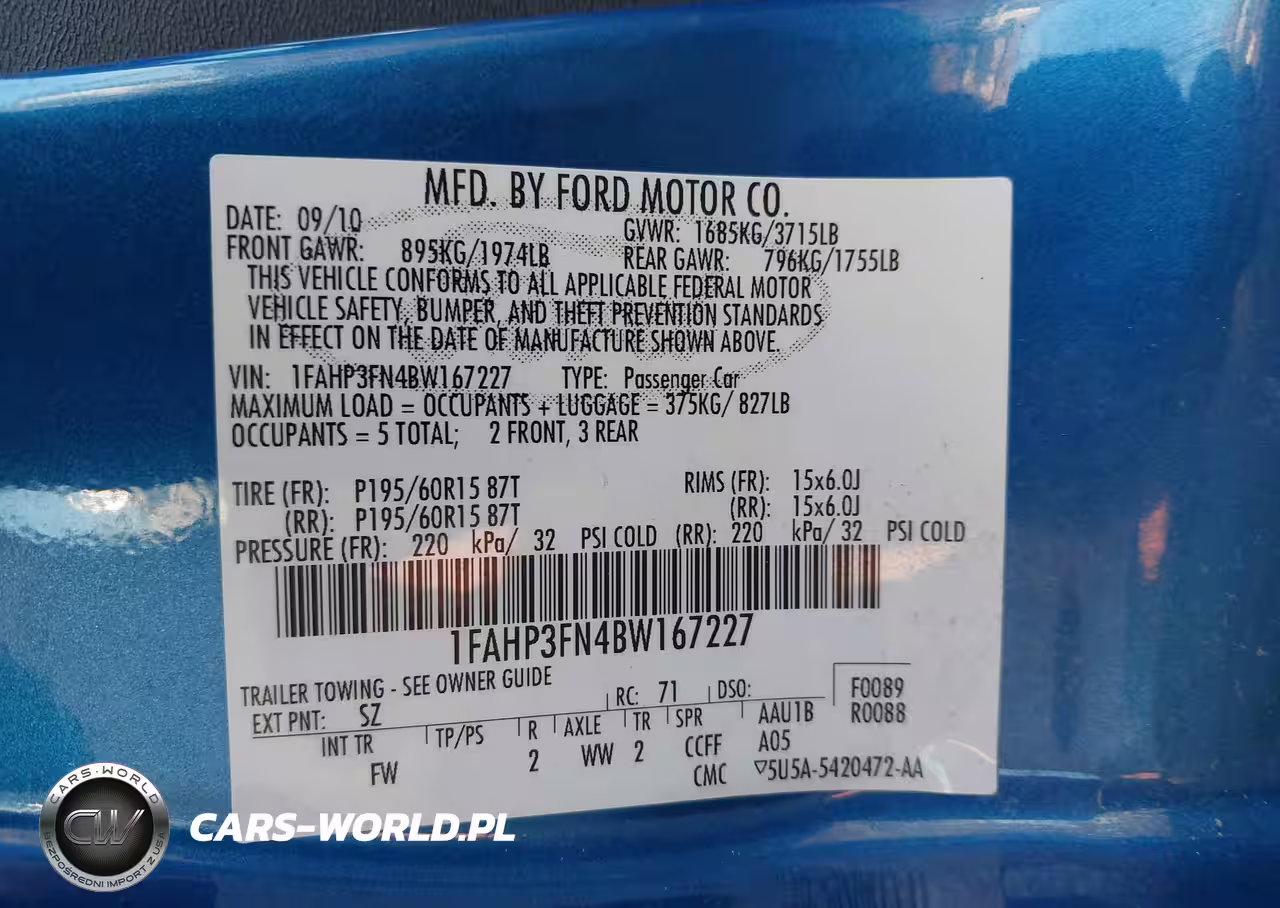 MFD. BY FORD MOTOR CO.
DATE: 09/10 GVWR: 1685KG/3715LB
FRONT GAWR: 895KG/1974LB REAR GAWR: 796KG/1755LB
THIS VEHICLE CONFORMS TO ALL APPLICABLE FEDERAL MOTOR
VEHICLE SAFETY, BUMPER, AND THEFT PREVENTION STANDARDS
IN EFFECT ON THE DATE OF MANUFACTURE SHOWN ABOVE.
VIN: 1FAHP3FN4BW167227 TYPE: Passenger Car
MAXIMUM LOAD = OCCUPANTS + LUGGAGE = 375KG/ 827LB
OCCUPANTS = 5 TOTAL; 2 FRONT, 3 REAR
TIRE (FR): P195/60R15 87T RIMS (FR): 15x6.0J
(RR): P195/60R15 87T (RR): 15x6.0J
PRESSURE (FR): 220 kPa/ 32 PSI COLD (RR): 220 kPa/ 32 PSI COLD
1FAHP3FN4BW167227
TRAILER TOWING - SEE OWNER GUIDE
EXT PNT: SZ RC: 71 DSO: F0089
R0088
INT TR TP/PS R AXLE TR SPR AAU1B
FW 2 WW 2 CCFF A05
CMC ▽5U5A-5420472-AA
CARS-WORLD
CW
BEZPOŚREDNI IMPORT Z USA
CARS-WORLD.PL